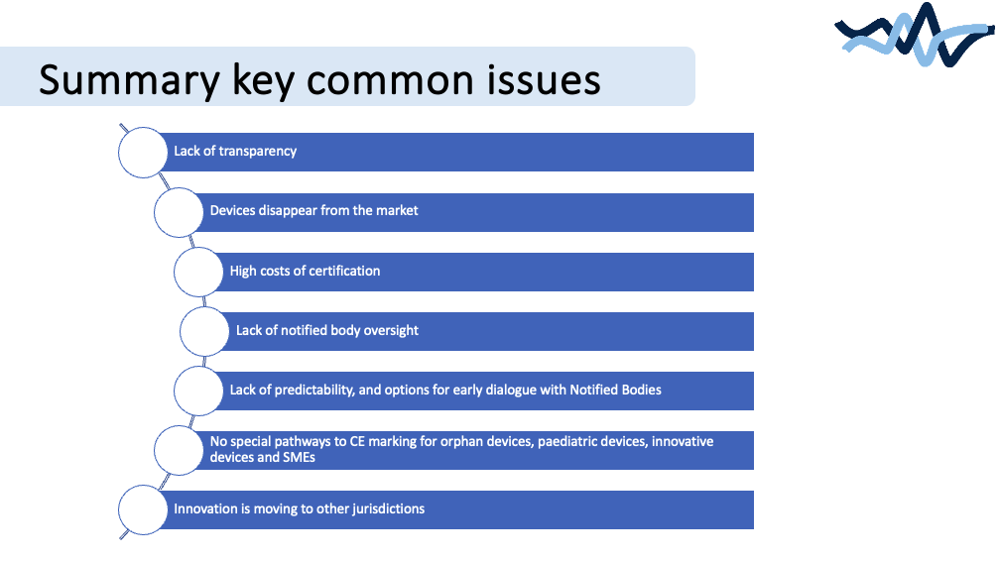 Summary key common issues
Lack of transparency
Devices disappear from the market
High costs of certification
Lack of notified body oversight
Lack of predictability, and options for early dialogue with Notified Bodies
No special pathways to CE marking for orphan devices, paediatric devices, innovative
devices and SMEs
Innovation is moving to other jurisdictions